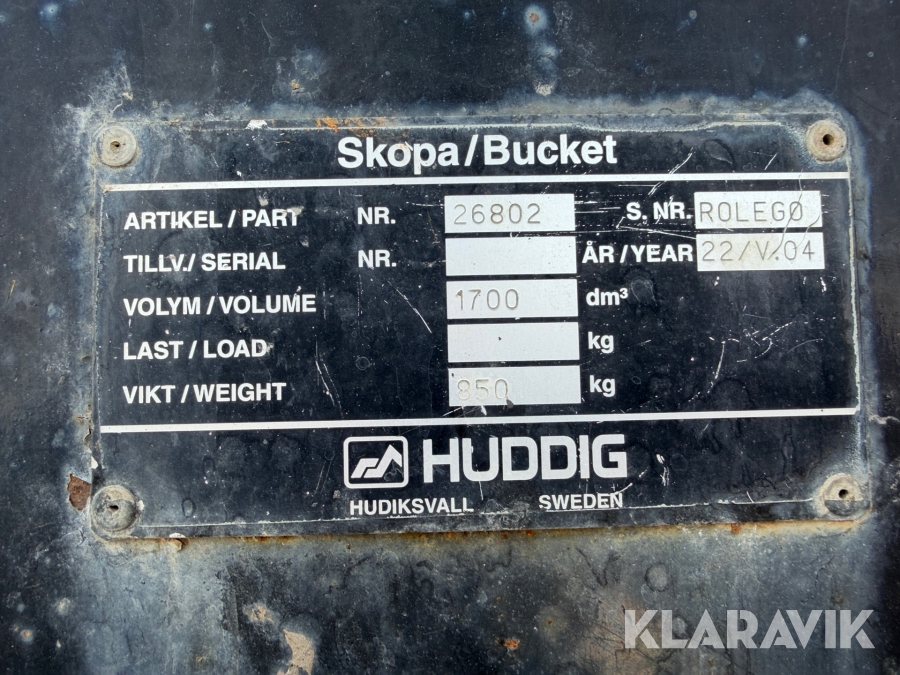 Skopa/Bucket
ARTIKEL / PART NR. 26802 S. NR. ROLEGO
TILLV./ SERIAL NR. ÅR / YEAR 22/V.04
VOLYM / VOLUME 1700 dm³
LAST / LOAD kg
VIKT / WEIGHT 850 kg
HUDDIG
HUDIKSVALL SWEDEN
KLARAVIK